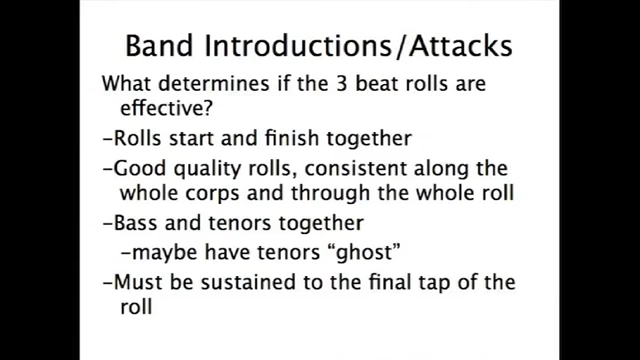 Band Introductions/Attacks
What determines if the 3 beat rolls are
effective?
–Rolls start and finish together
–Good quality rolls, consistent along the
whole corps and through the whole roll
–Bass and tenors together
–maybe have tenors “ghost”
–Must be sustained to the final tap of the
roll